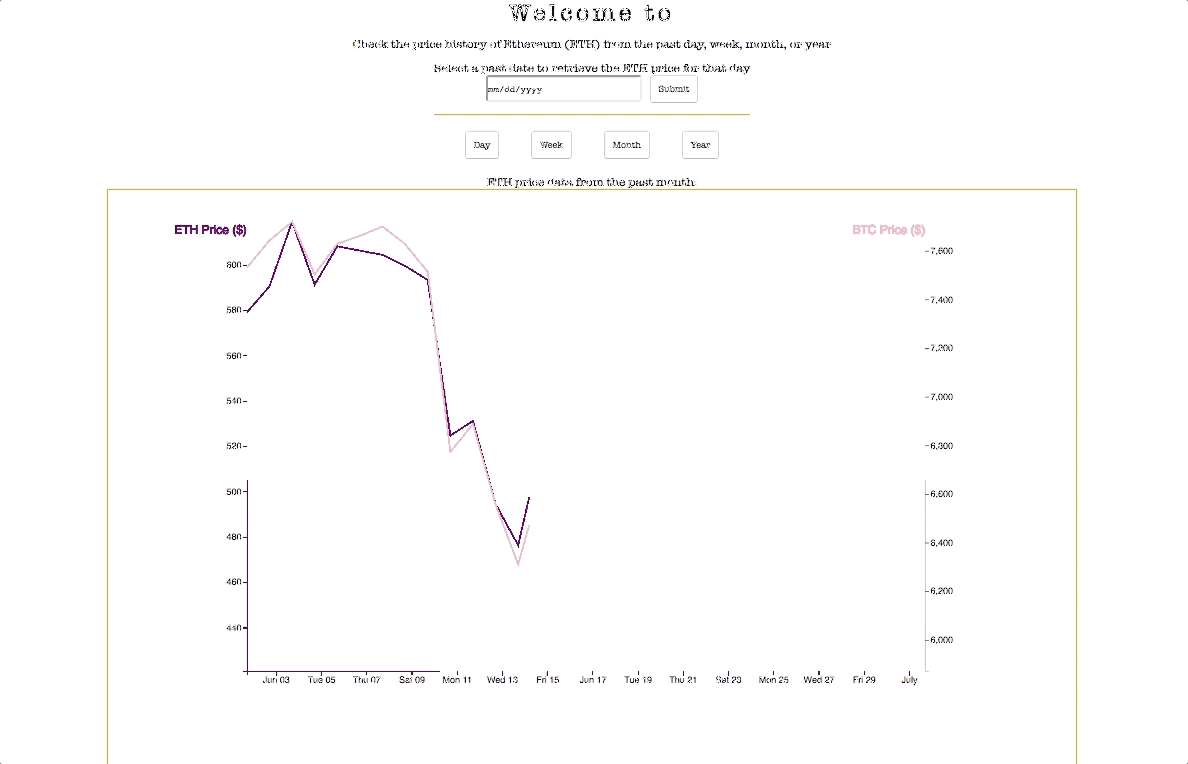 Welcome to
Check the price history of Ethereum (ETH) from the past day, week, month, or year
Select a past date to retrieve the ETH price for that day
mm/dd/yyyy Submit
Day Week Month Year
ETH price data from the past month
ETH Price ($) BTC Price ($)
600 7,600
580 7,400
560 7,200
540 7,000
520 6,800
500 6,600
480 6,400
460 6,200
440 6,000
Jun 03 Tue 05 Thu 07 Sat 09 Mon 11 Wed 13 Fri 15 Jun 17 Tue 19 Thu 21 Sat 23 Mon 25 Wed 27 Fri 29 July